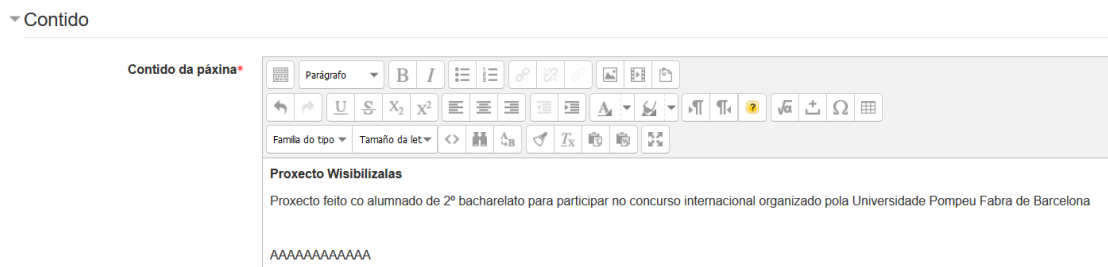 Contido
Contido da páxina*
Parágrafo
Familia do tipo Tamaño da let
Proxecto Wisibilizalas
Proxecto feito co alumnado de 2º bacharelato para participar no concurso internacional organizado pola Universidade Pompeu Fabra de Barcelona
AAAAAAAAAAAA